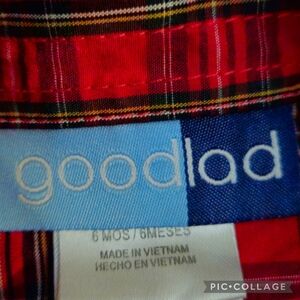 goodlad
6 MOS / 6MESES
MADE IN VIETNAM
HECHO EN VIETNAM
PIC•COLLAGE